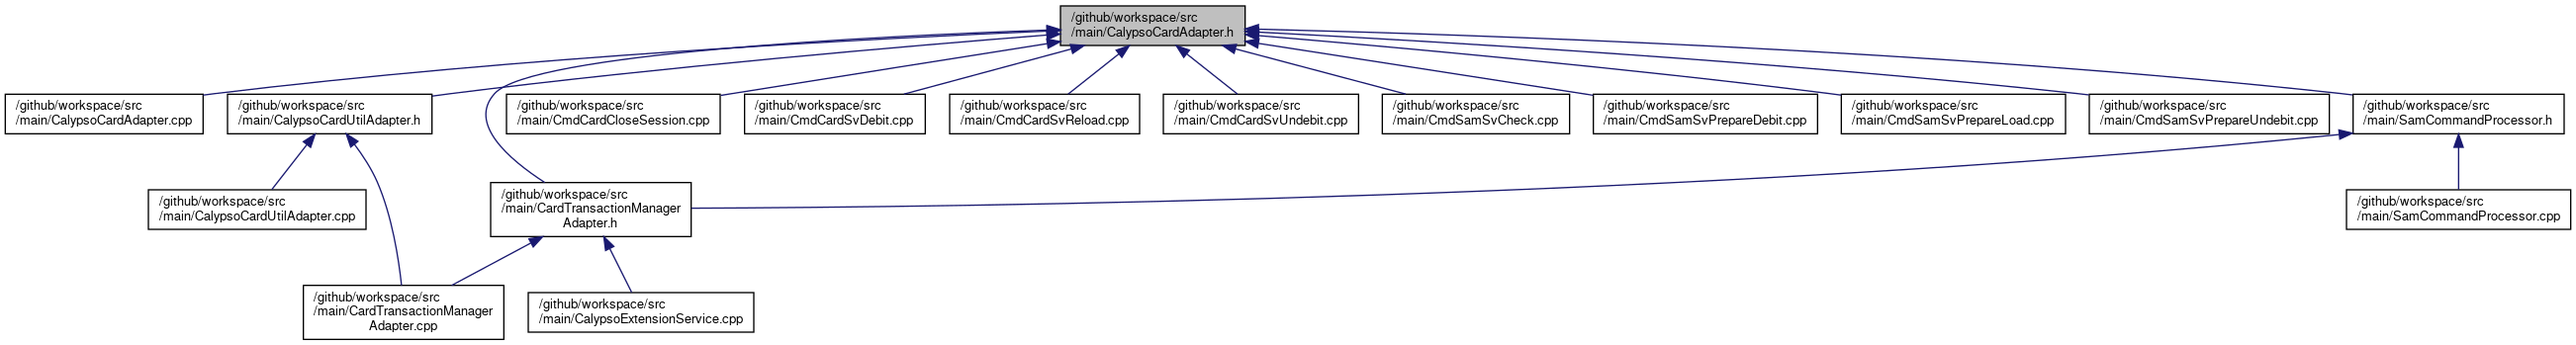 /github/workspace/src
/main/CalypsoCardAdapter.h
/github/workspace/src
/main/CalypsoCardAdapter.cpp
/github/workspace/src
/main/CalypsoCardUtilAdapter.h
/github/workspace/src
/main/CmdCardCloseSession.cpp
/github/workspace/src
/main/CmdCardSvDebit.cpp
/github/workspace/src
/main/CmdCardSvReload.cpp
/github/workspace/src
/main/CmdCardSvUndebit.cpp
/github/workspace/src
/main/CmdSamSvCheck.cpp
/github/workspace/src
/main/CmdSamSvPrepareDebit.cpp
/github/workspace/src
/main/CmdSamSvPrepareLoad.cpp
/github/workspace/src
/main/CmdSamSvPrepareUndebit.cpp
/github/workspace/src
/main/SamCommandProcessor.h
/github/workspace/src
/main/CalypsoCardUtilAdapter.cpp
/github/workspace/src
/main/CardTransactionManager
Adapter.h
/github/workspace/src
/main/SamCommandProcessor.cpp
/github/workspace/src
/main/CardTransactionManager
Adapter.cpp
/github/workspace/src
/main/CalypsoExtensionService.cpp